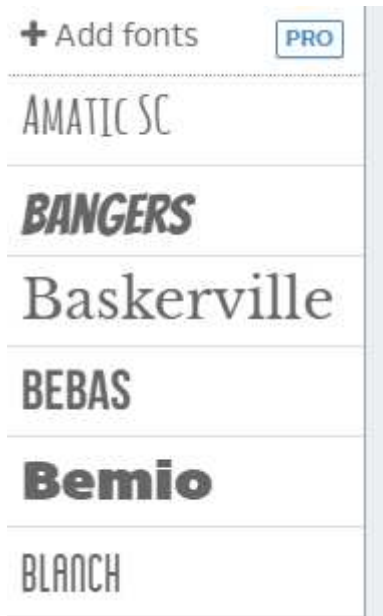 + Add fonts PRO
AMATIC SC
BANGERS
Baskerville
BEBAS
Bemio
BLANCH